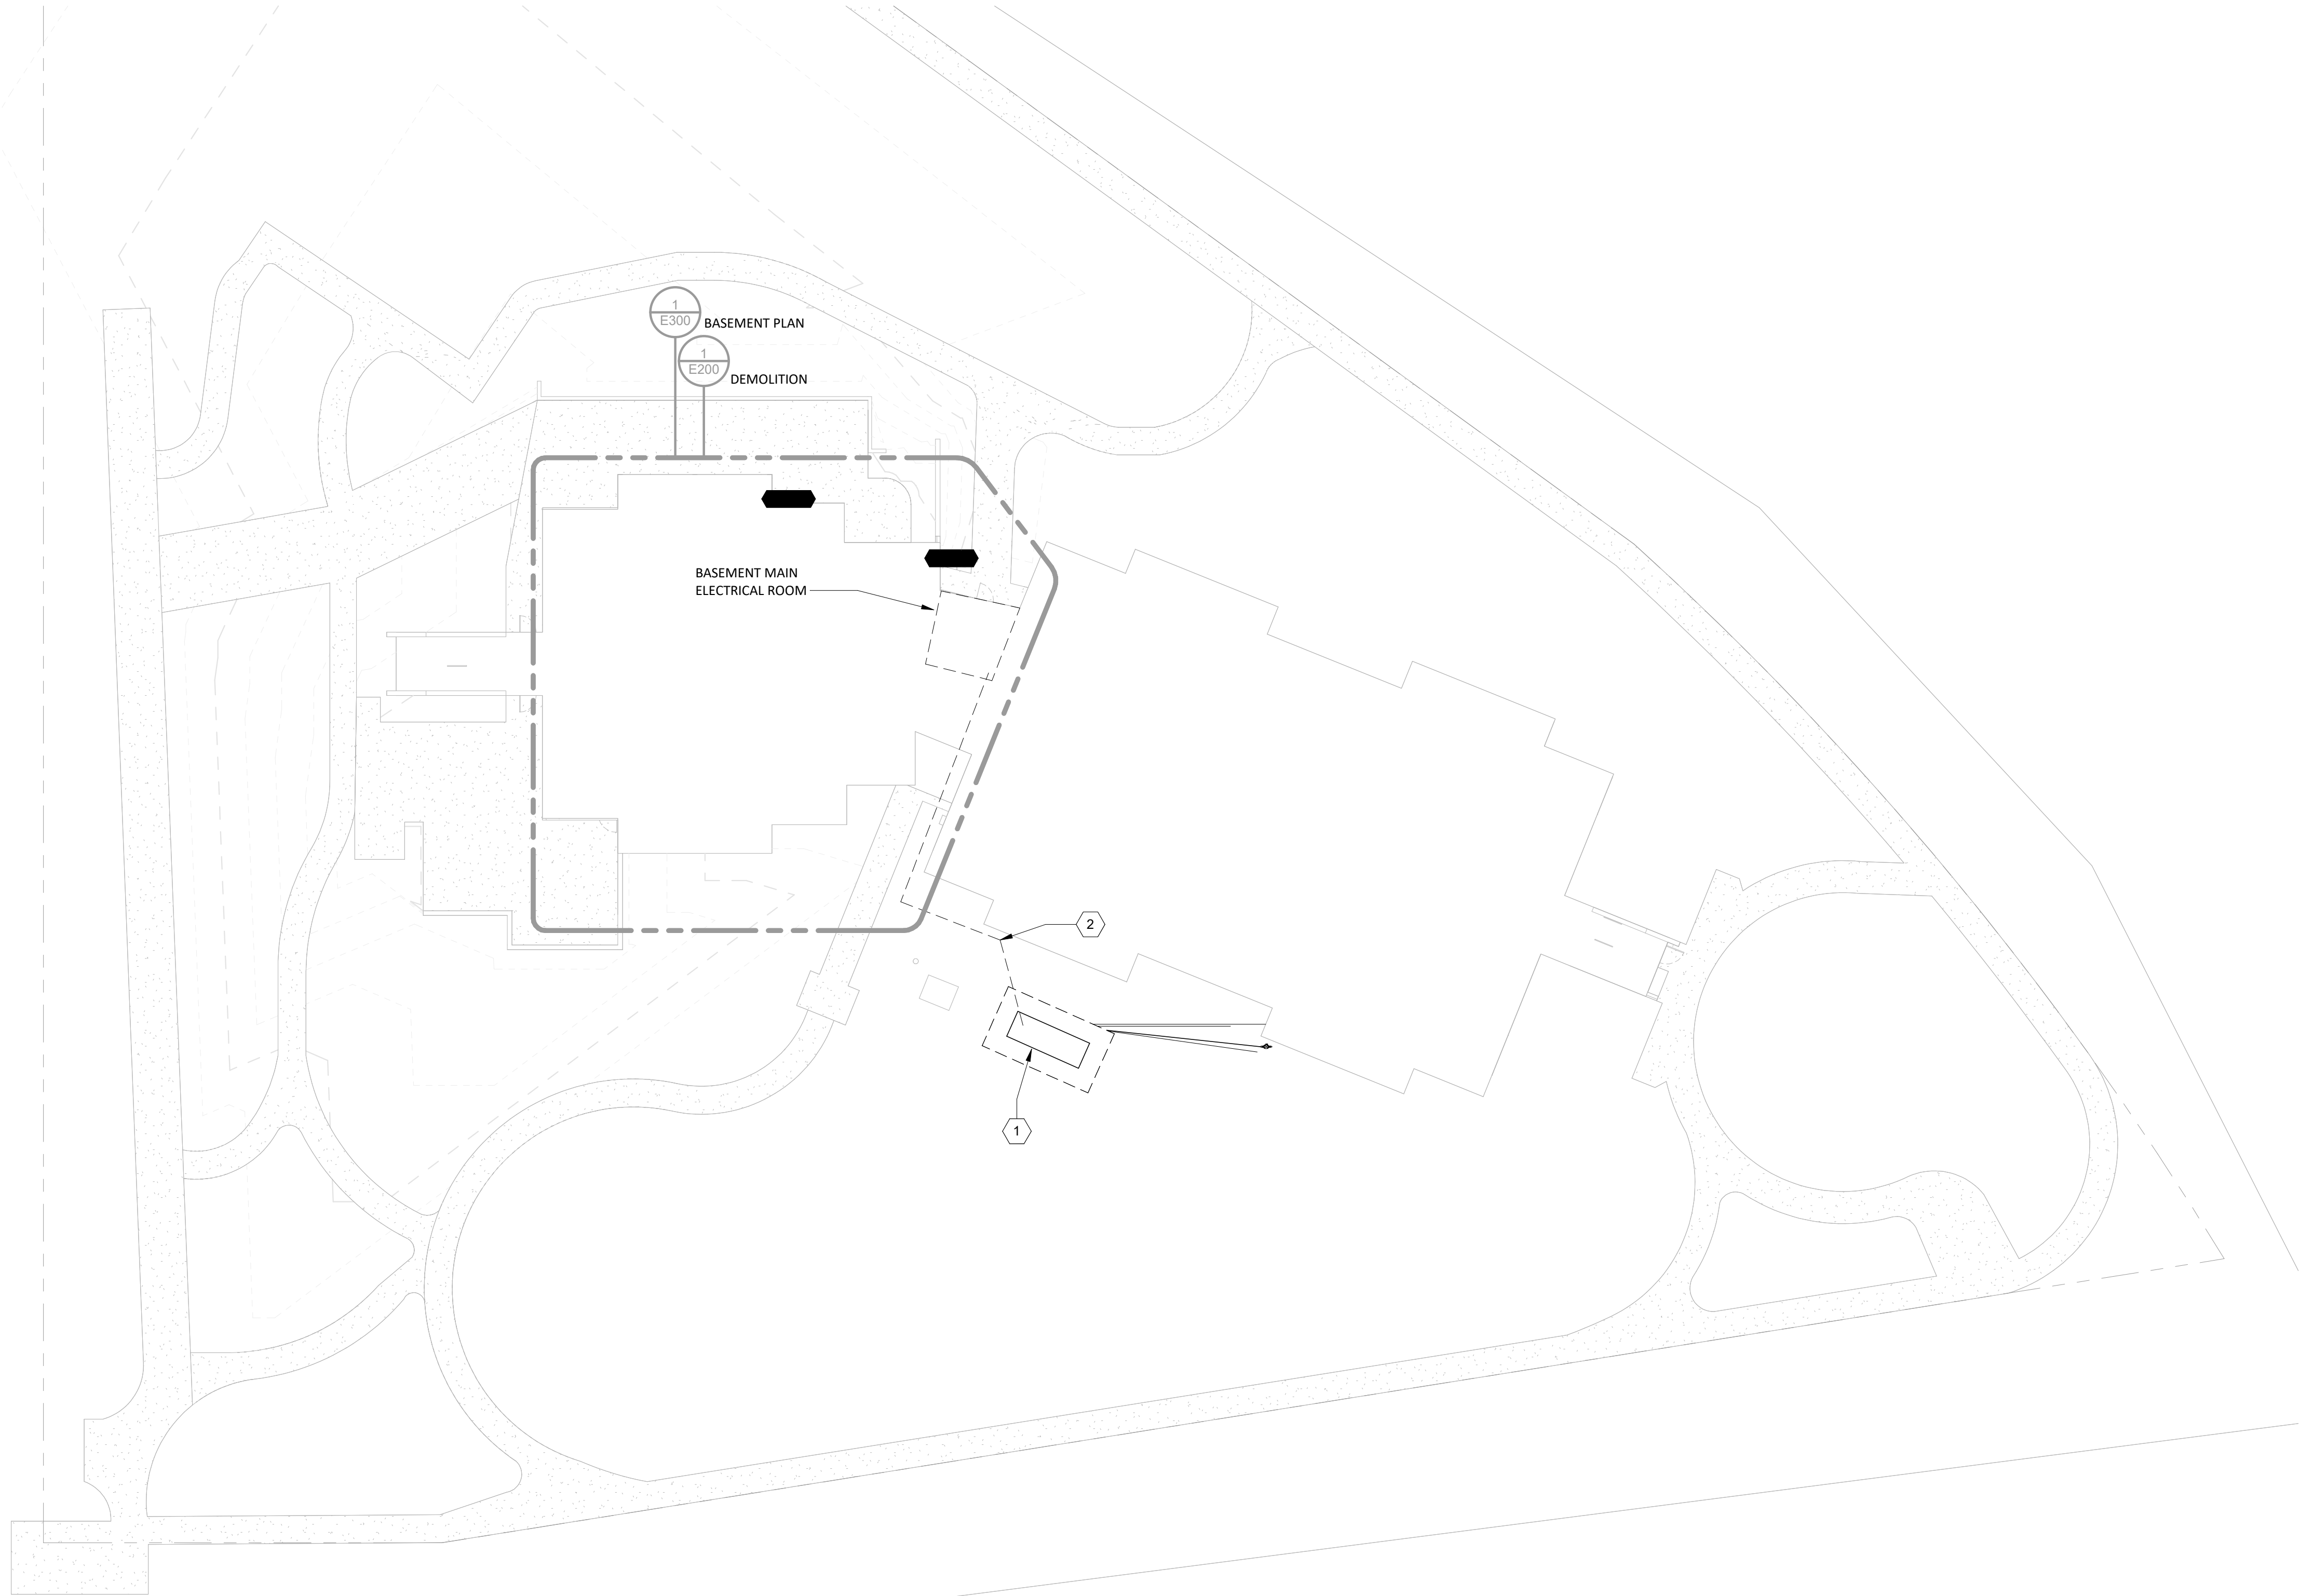 1
E300
BASEMENT PLAN
1
E200
DEMOLITION
BASEMENT MAIN
ELECTRICAL ROOM
2
1